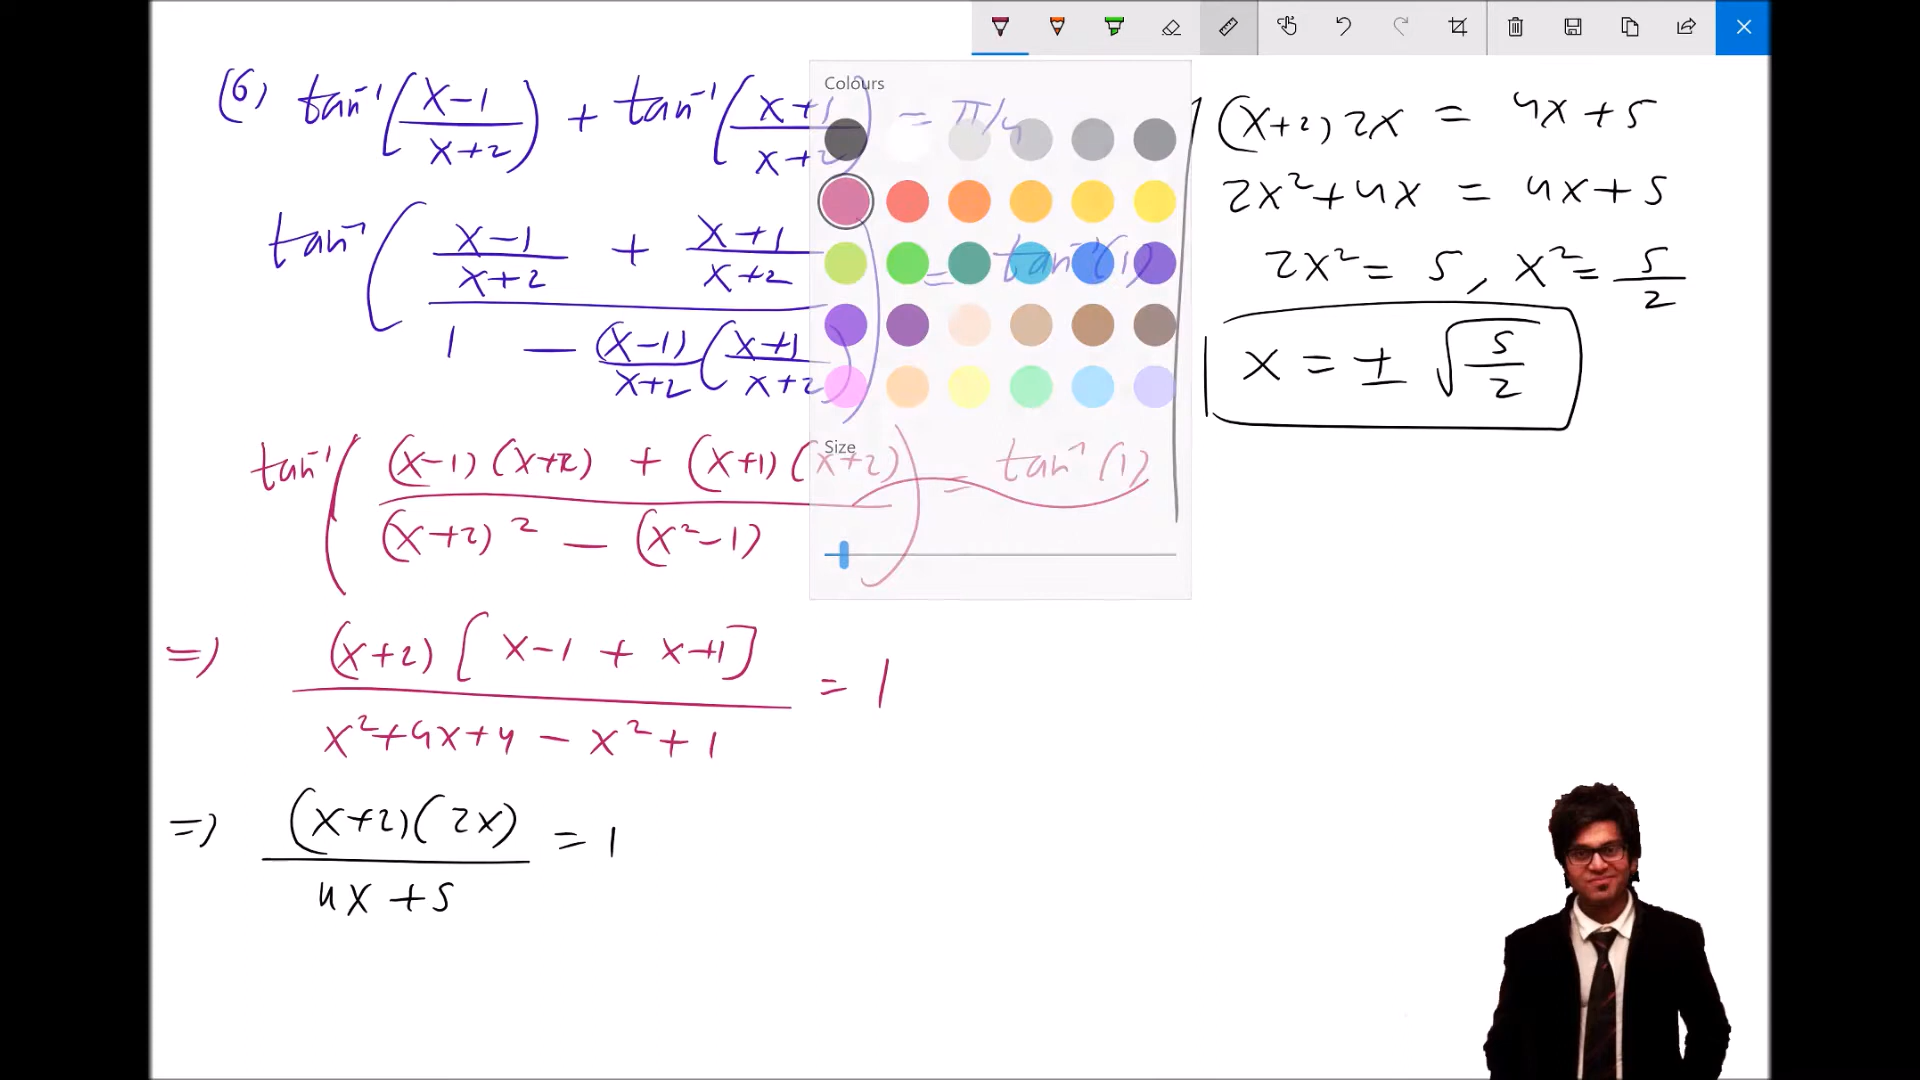 (6) tan⁻¹((x-1)/(x+2)) + tan⁻¹((x+1)/(x+2)) = π/4
tan⁻¹(((x-1)/(x+2) + (x+1)/(x+2))/(1 - (x-1)/(x+2) ((x+1)/(x+2)))) = tan⁻¹(1)
tan⁻¹(((x-1)(x+2) + (x+1)(x+2))/((x+2)² - (x²-1))) = tan⁻¹(1)
=) (x+2)[x-1 + x+1]/(x²+4x+4 - x²+1) = 1
=) (x+2)(2x)/(4x+5) = 1
Colours
Size
(x+2) 2x = 4x+5
2x²+4x = 4x+5
2x² = 5, x² = 5/2
x = ± √(5/2)